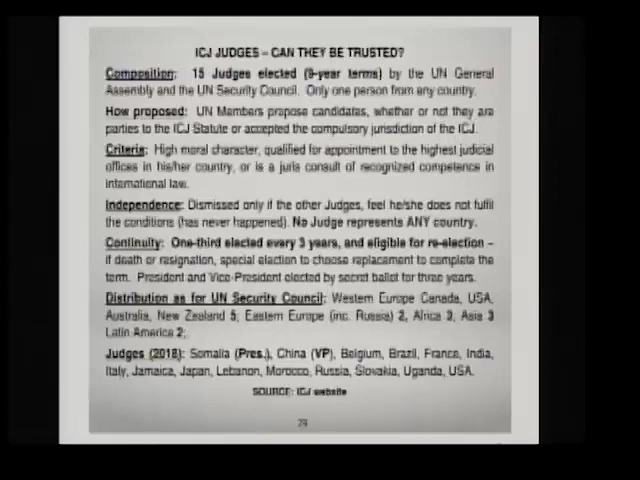 ICJ JUDGES – CAN THEY BE TRUSTED?
Composition: 15 Judges elected (9-year terms) by the UN General
Assembly and the UN Security Council. Only one person from any country.
How proposed: UN Members propose candidates, whether or not they are
parties to the ICJ Statute or accepted the compulsory jurisdiction of the ICJ.
Criteria: High moral character, qualified for appointment to the highest judicial
offices in his/her country, or is a juris consult of recognized competence in
international law.
Independence: Dismissed only if the other Judges, feel he/she does not fulfil
the conditions (has never happened). No Judge represents ANY country.
Continuity: One-third elected every 3 years, and eligible for re-election –
if death or resignation, special election to choose replacement to complete the
term. President and Vice-President elected by secret ballot for three years.
Distribution as for UN Security Council: Western Europe Canada, USA,
Australia, New Zealand 5; Eastern Europe (inc. Russia) 2, Africa 3, Asia 3
Latin America 2;
Judges (2018): Somalia (Pres.), China (VP), Belgium, Brazil, France, India,
Italy, Jamaica, Japan, Lebanon, Morocco, Russia, Slovakia, Uganda, USA.
SOURCE: ICJ website
29